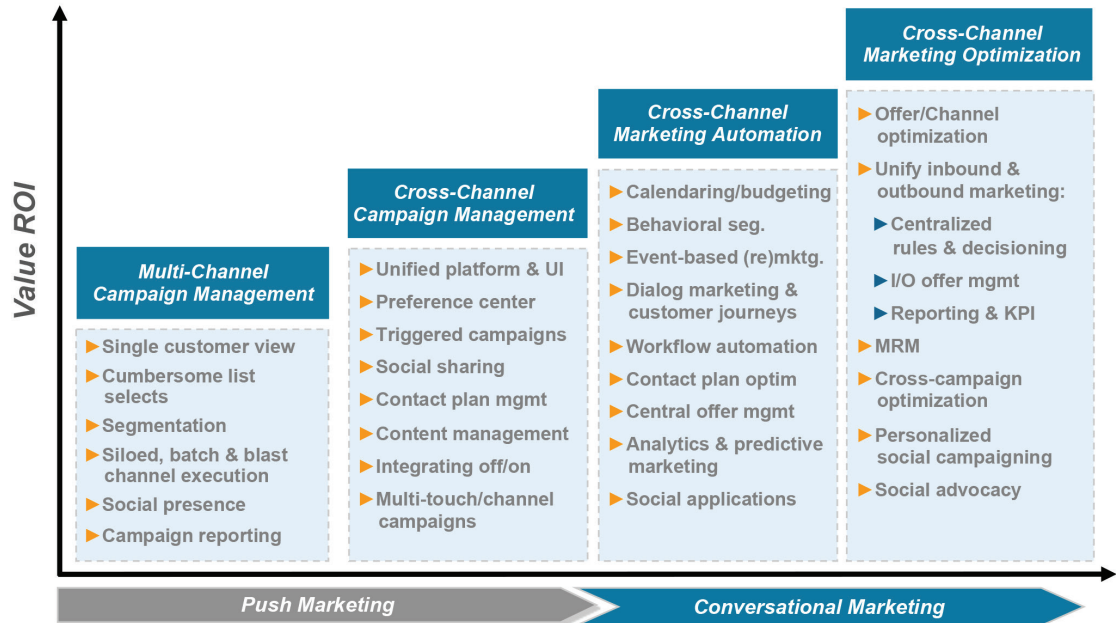 Value ROI
Multi-Channel
Campaign Management
Single customer view
Cumbersome list
selects
Segmentation
Siloed, batch & blast
channel execution
Social presence
Campaign reporting
Cross-Channel
Campaign Management
Unified platform & UI
Preference center
Triggered campaigns
Social sharing
Contact plan mgmt
Content management
Integrating off/on
Multi-touch/channel
campaigns
Cross-Channel
Marketing Automation
Calendaring/budgeting
Behavioral seg.
Event-based (re)mktg.
Dialog marketing &
customer journeys
Workflow automation
Contact plan optim
Central offer mgmt
Analytics & predictive
marketing
Social applications
Cross-Channel
Marketing Optimization
Offer/Channel
optimization
Unify inbound &
outbound marketing:
Centralized
rules & decisioning
I/O offer mgmt
Reporting & KPI
MRM
Cross-campaign
optimization
Personalized
social campaigning
Social advocacy
Push Marketing
Conversational Marketing